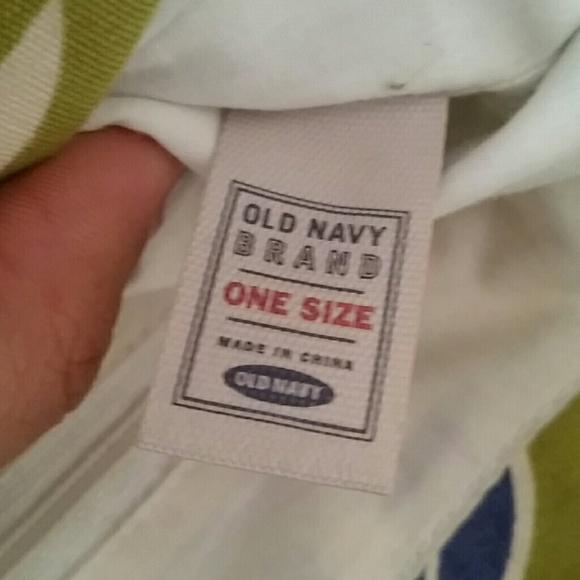 OLD NAVY
BRAND
ONE SIZE
MADE IN CHINA
OLD NAVY